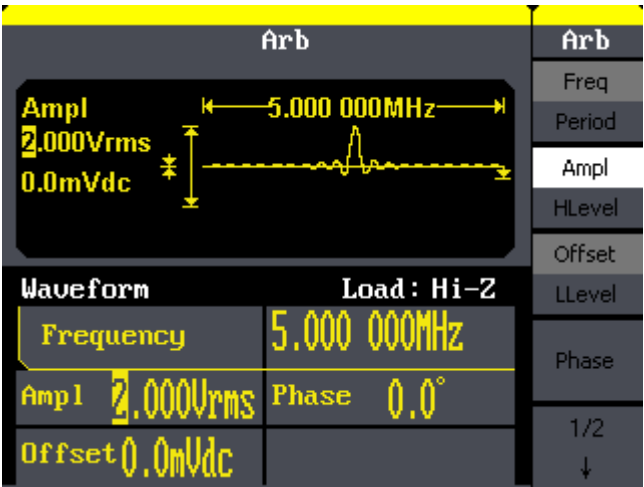 Arb
Ampl
5.000 000MHz
2.000Vrms
0.0mVdc
Waveform Load: Hi-Z
Frequency 5.000 000MHz
Ampl 2.000Vrms Phase 0.0°
Offset 0.0mVdc
Arb
Freq
Period
Ampl
HLevel
Offset
LLevel
Phase
1/2
↓